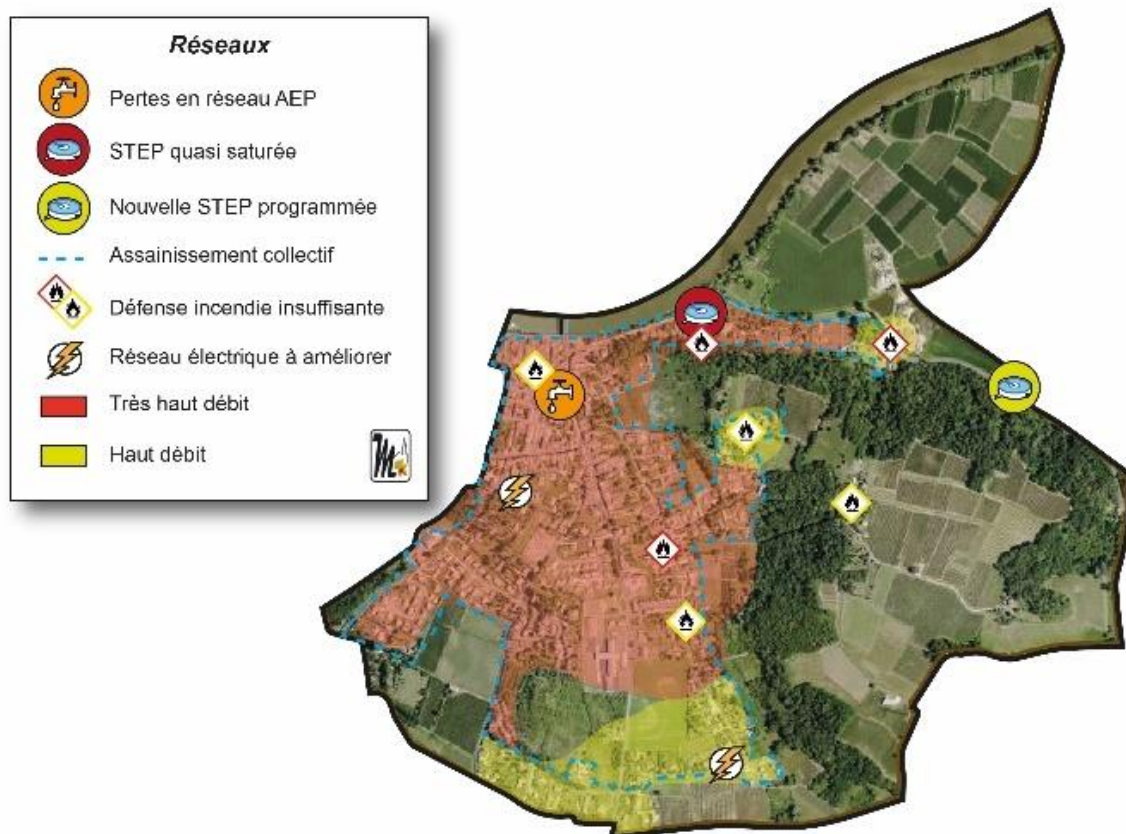 Réseaux
Pertes en réseau AEP
STEP quasi saturée
Nouvelle STEP programmée
Assainissement collectif
Défense incendie insuffisante
Réseau électrique à améliorer
Très haut débit
Haut débit